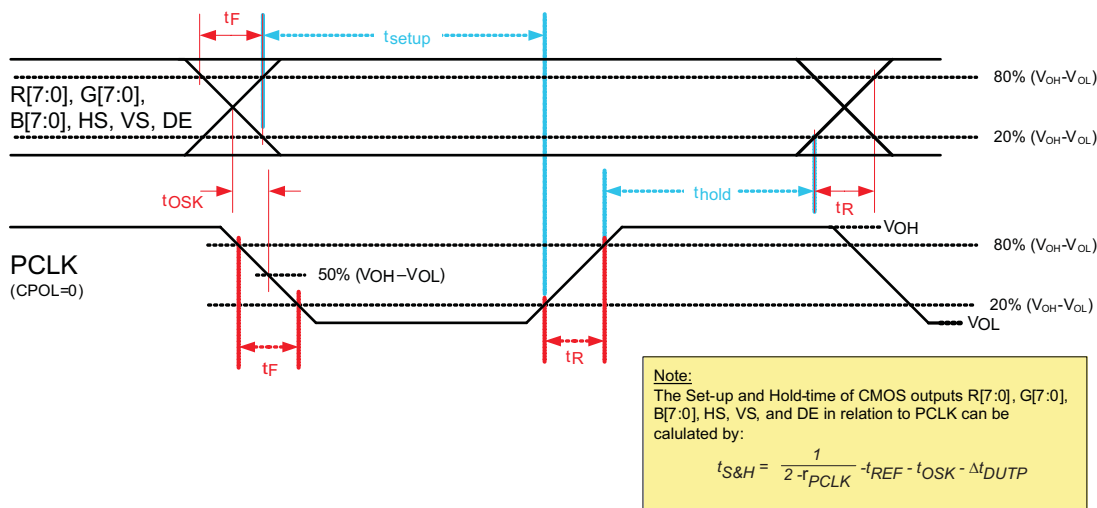 tF
tsetup
80% (VOH-VOL)
R[7:0], G[7:0],
B[7:0], HS, VS, DE
20% (VOH-VOL)
tOSK
thold
tR
VOH
80% (VOH-VOL)
PCLK
(CPOL=0)
50% (VOH–VOL)
20% (VOH-VOL)
VOL
tF
tR
Note:
The Set-up and Hold-time of CMOS outputs R[7:0], G[7:0],
B[7:0], HS, VS, and DE in relation to PCLK can be
calulated by:
tS&H = 1 / 2 -rPCLK -tREF - tOSK - ΔtDUTP